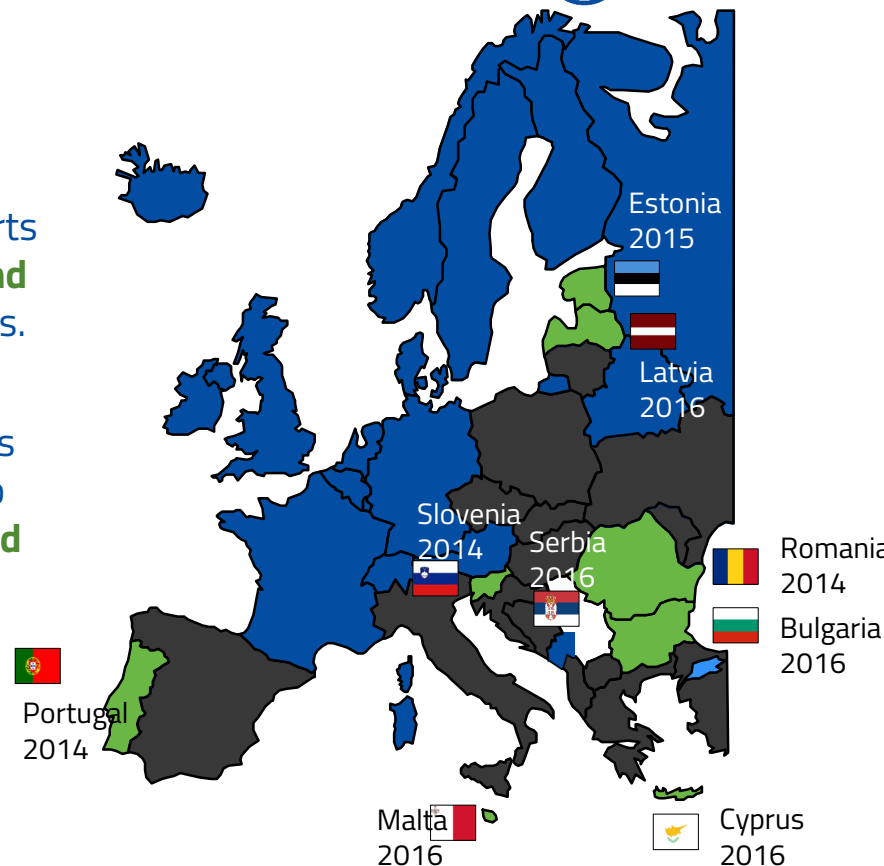 rts
nd
s.
s
o
d
Estonia
2015
Latvia
2016
Slovenia
2014
Serbia
2016
Romania
2014
Bulgaria
2016
Portugal
2014
Malta
2016
Cyprus
2016